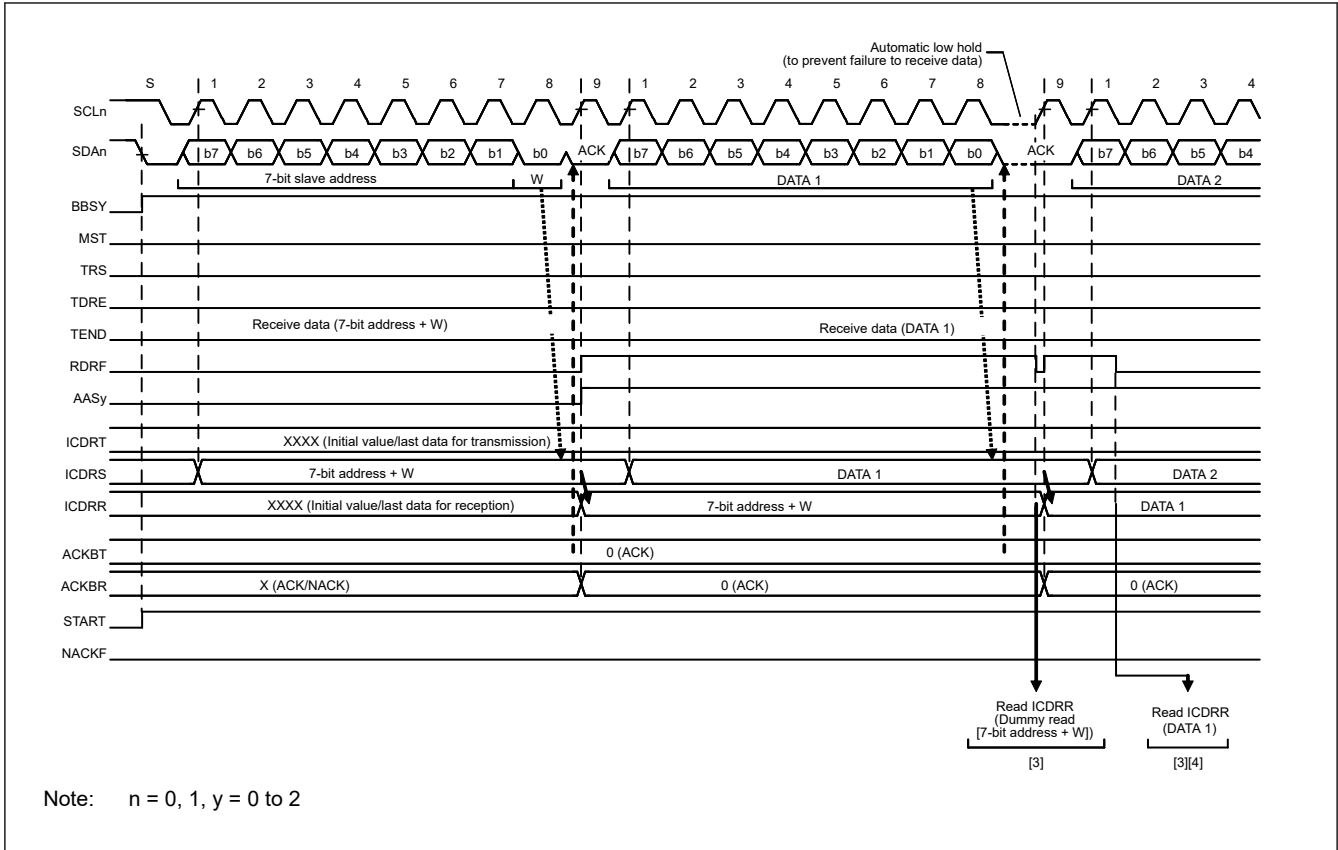 Automatic low hold
(to prevent failure to receive data)
S 1 2 3 4 5 6 7 8 9 1 2 3 4 5 6 7 8 9 1 2 3 4
SCLn
SDAn b7 b6 b5 b4 b3 b2 b1 b0 ACK b7 b6 b5 b4 b3 b2 b1 b0 ACK b7 b6 b5 b4
7-bit slave address W DATA 1 DATA 2
BBSY
MST
TRS
TDRE
Receive data (7-bit address + W) Receive data (DATA 1)
TEND
RDRF
AASy
ICDRT XXXX (Initial value/last data for transmission)
ICDRS 7-bit address + W DATA 1 DATA 2
ICDRR XXXX (Initial value/last data for reception) 7-bit address + W DATA 1
ACKBT 0 (ACK)
ACKBR X (ACK/NACK) 0 (ACK) 0 (ACK)
START
NACKF
Read ICDRR
(Dummy read
[7-bit address + W])
[3]
Read ICDRR
(DATA 1)
[3][4]
Note: n = 0, 1, y = 0 to 2